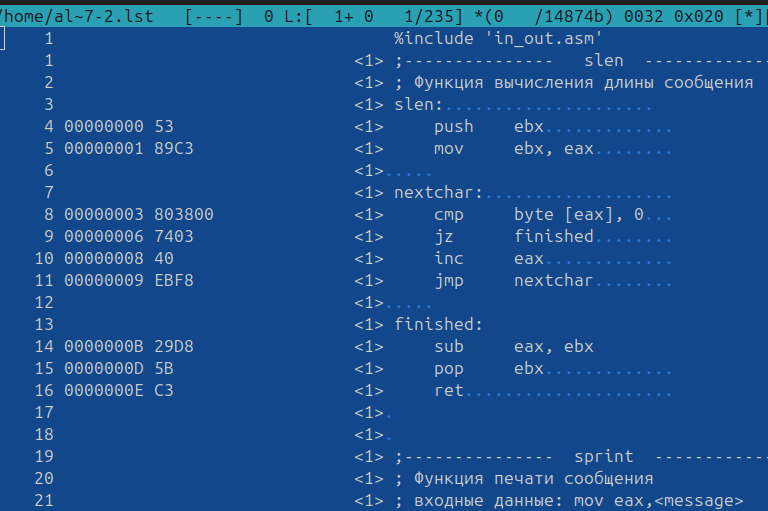 /home/al~7-2.lst   [----]  0 L:[  1+ 0   1/235] *(0   /14874b) 0032 0x020 [*]
     1                                  %include 'in_out.asm'
     1                              <1> ;---------------   slen  -------------
     2                              <1> ; Функция вычисления длины сообщения
     3                              <1> slen:.....................
     4 00000000 53                  <1>     push    ebx.............
     5 00000001 89C3                <1>     mov     ebx, eax........
     6                              <1>.....
     7                              <1> nextchar:...................
     8 00000003 803800              <1>     cmp     byte [eax], 0...
     9 00000006 7403                <1>     jz      finished........
    10 00000008 40                  <1>     inc     eax.............
    11 00000009 EBF8                <1>     jmp     nextchar........
    12                              <1>.....
    13                              <1> finished:
    14 0000000B 29D8                <1>     sub     eax, ebx
    15 0000000D 5B                  <1>     pop     ebx.............
    16 0000000E C3                  <1>     ret.....................
    17                              <1>.
    18                              <1>.
    19                              <1> ;---------------  sprint  ------------
    20                              <1> ; Функция печати сообщения
    21                              <1> ; входные данные: mov eax,<message>